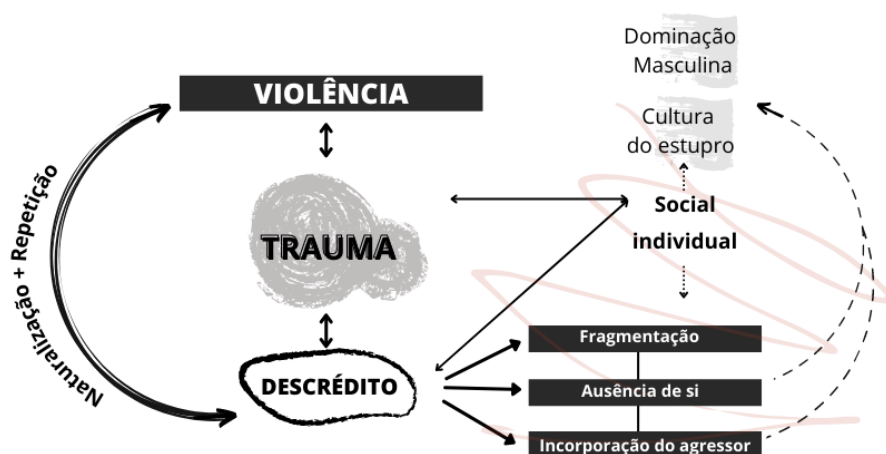 Dominação
Masculina
VIOLÊNCIA
Cultura
do estupro
Naturalização + Repetição
TRAUMA
Social
individual
Fragmentação
DESCRÉDITO
Ausência de si
Incorporação do agressor